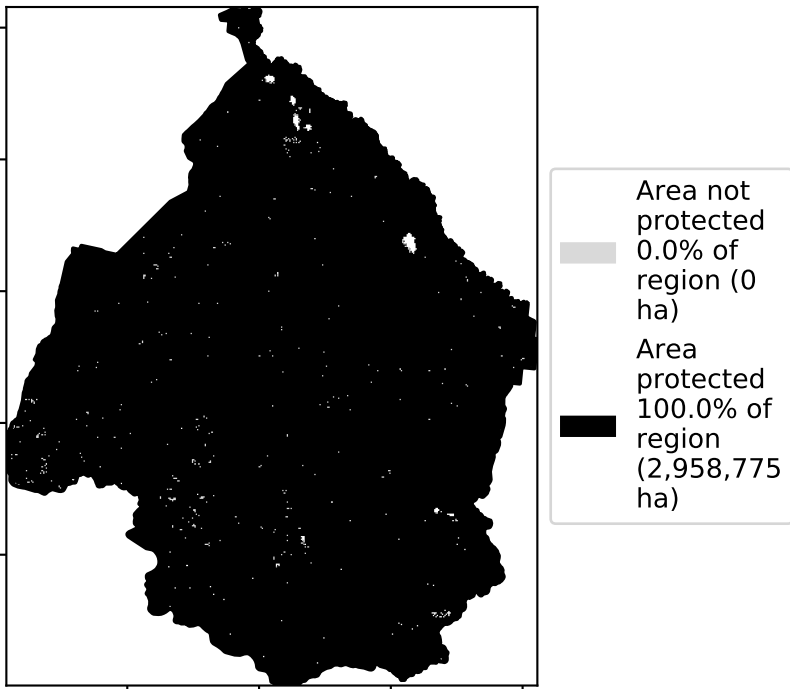 Area not
protected
0.0% of
region (0
ha)
Area
protected
100.0% of
region
(2,958,775
ha)